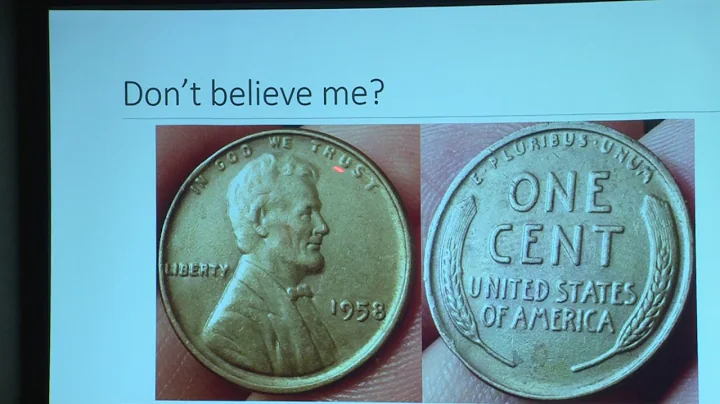 Don't believe me?
IN GOD WE TRUST
LIBERTY
1958
E·PLURIBUS·UNUM
ONE
CENT
UNITED STATES
OF AMERICA